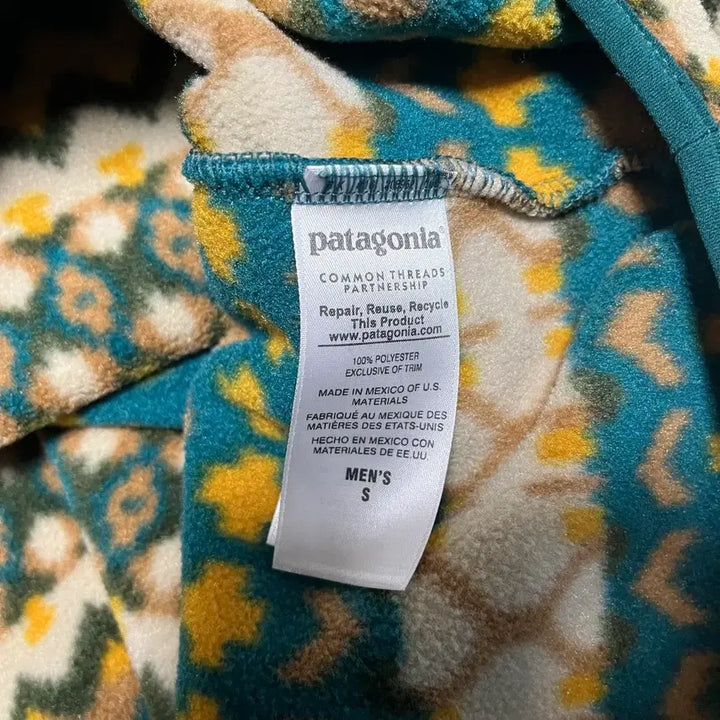 patagonia®
COMMON THREADS
PARTNERSHIP
Repair, Reuse, Recycle
This Product
www.patagonia.com
100% POLYESTER
EXCLUSIVE OF TRIM
MADE IN MEXICO OF U.S.
MATERIALS
FABRIQUÉ AU MEXIQUE DES
MATIÈRES DES ETATS-UNIS
HECHO EN MÉXICO CON
MATERIALES DE EE.UU.
MEN'S
S